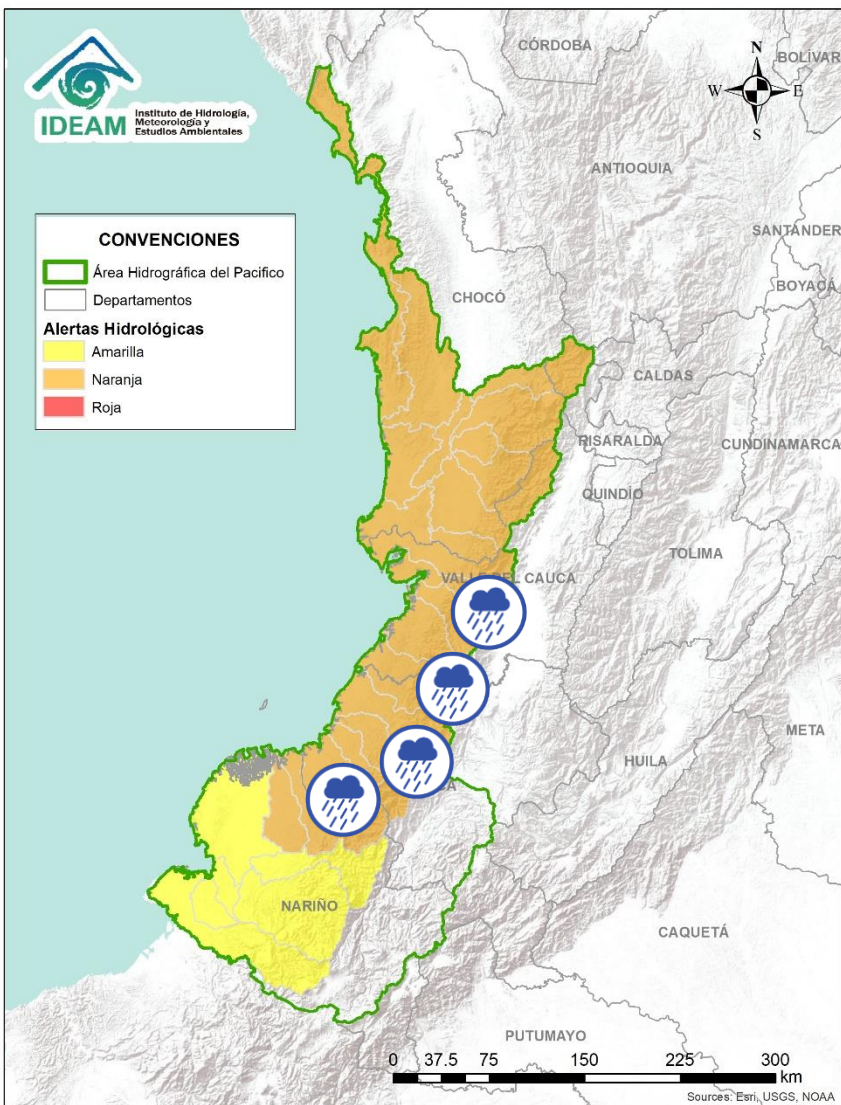 IDEAM
Instituto de Hidrología,
Meteorología y
Estudios Ambientales
N
W
E
S
CÓRDOBA
BOLÍVAR
ANTIOQUIA
SANTANDER
BOYACÁ
CONVENCIONES
Área Hidrográfica del Pacifico
Departamentos
Alertas Hidrológicas
Amarilla
Naranja
Roja
CHOCÓ
CALDAS
RISARALDA
CUNDINAMARCA
QUINDÍO
TOLIMA
VALLE DEL CAUCA
META
HUILA
NARIÑO
CAQUETÁ
PUTUMAYO
0 37.5 75 150 225 300
km
Sources: Esri, USGS, NOAA